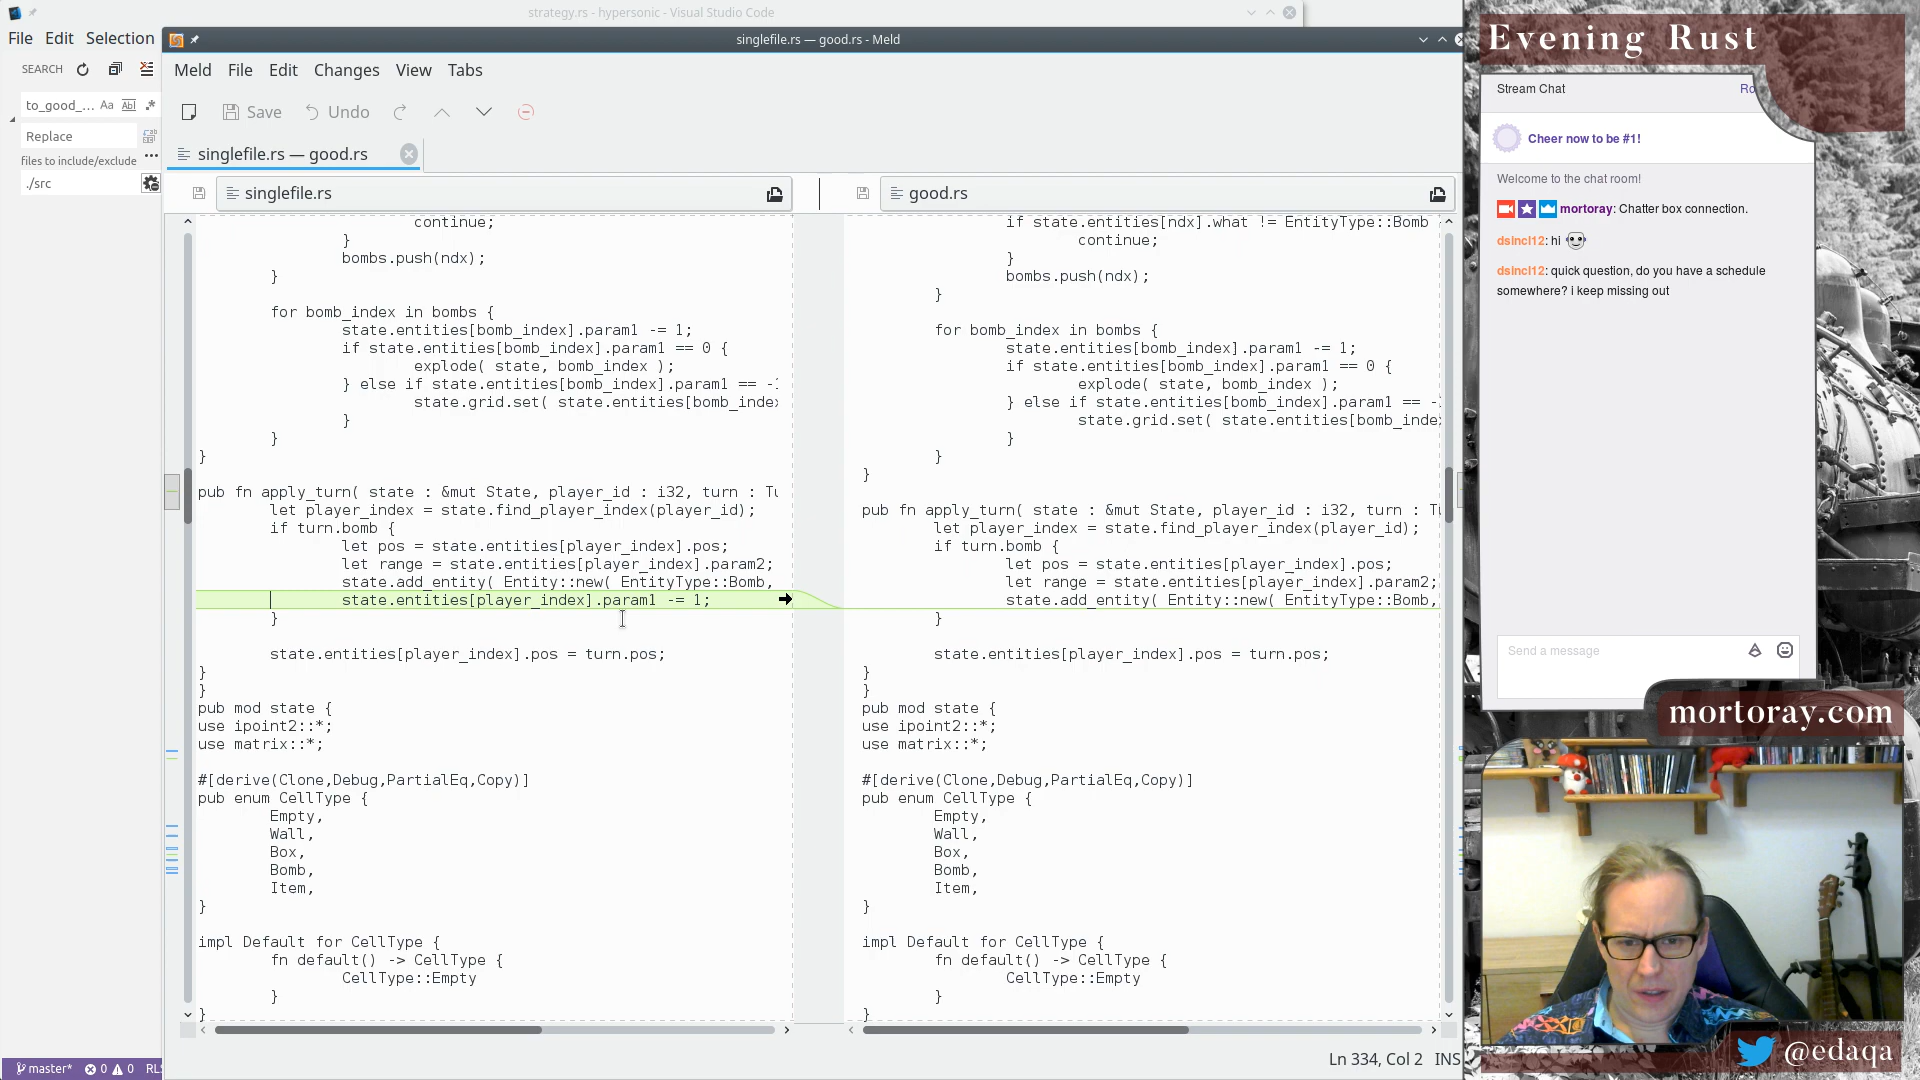 strategy.rs - hypersonic - Visual Studio Code
File Edit Selection
SEARCH
to_good_... Aa Abl .*
Replace
files to include/exclude ...
./src
master* 0 0 RLS
singlefile.rs — good.rs - Meld
Meld File Edit Changes View Tabs
Save Undo
singlefile.rs — good.rs
singlefile.rs
continue;
}
bombs.push(ndx);
}
for bomb_index in bombs {
state.entities[bomb_index].param1 -= 1;
if state.entities[bomb_index].param1 == 0 {
explode( state, bomb_index );
} else if state.entities[bomb_index].param1 == -1
state.grid.set( state.entities[bomb_index
}
}
}
pub fn apply_turn( state : &mut State, player_id : i32, turn : Tu
let player_index = state.find_player_index(player_id);
if turn.bomb {
let pos = state.entities[player_index].pos;
let range = state.entities[player_index].param2;
state.add_entity( Entity::new( EntityType::Bomb,
state.entities[player_index].param1 -= 1;
}
state.entities[player_index].pos = turn.pos;
}
}
pub mod state {
use ipoint2::*;
use matrix::*;
#[derive(Clone,Debug,PartialEq,Copy)]
pub enum CellType {
Empty,
Wall,
Box,
Bomb,
Item,
}
impl Default for CellType {
fn default() -> CellType {
CellType::Empty
}
}
good.rs
if state.entities[ndx].what != EntityType::Bomb
continue;
}
bombs.push(ndx);
}
for bomb_index in bombs {
state.entities[bomb_index].param1 -= 1;
if state.entities[bomb_index].param1 == 0 {
explode( state, bomb_index );
} else if state.entities[bomb_index].param1 == -
state.grid.set( state.entities[bomb_inde
}
}
}
pub fn apply_turn( state : &mut State, player_id : i32, turn : T
let player_index = state.find_player_index(player_id);
if turn.bomb {
let pos = state.entities[player_index].pos;
let range = state.entities[player_index].param2;
state.add_entity( Entity::new( EntityType::Bomb,
}
state.entities[player_index].pos = turn.pos;
}
}
pub mod state {
use ipoint2::*;
use matrix::*;
#[derive(Clone,Debug,PartialEq,Copy)]
pub enum CellType {
Empty,
Wall,
Box,
Bomb,
Item,
}
impl Default for CellType {
fn default() -> CellType {
CellType::Empty
}
}
Ln 334, Col 2 INS
Evening Rust
Stream Chat Ro
Cheer now to be #1!
Welcome to the chat room!
mortoray: Chatter box connection.
dsincl12: hi
dsincl12: quick question, do you have a schedule
somewhere? i keep missing out
Send a message
mortoray.com
@edaqa